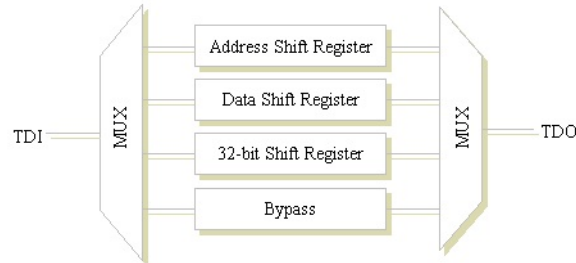 Address Shift Register
Data Shift Register
TDI
MUX
MUX
TDO
32-bit Shift Register
Bypass